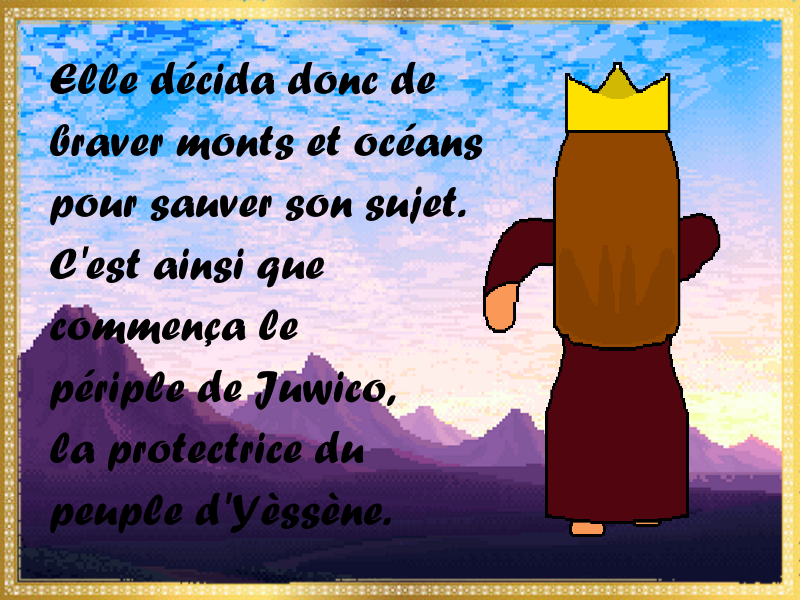 Elle décida donc de
braver monts et océans
pour sauver son sujet.
C'est ainsi que
commença le
périple de Juwico,
la protectrice du
peuple d'Yèssène.